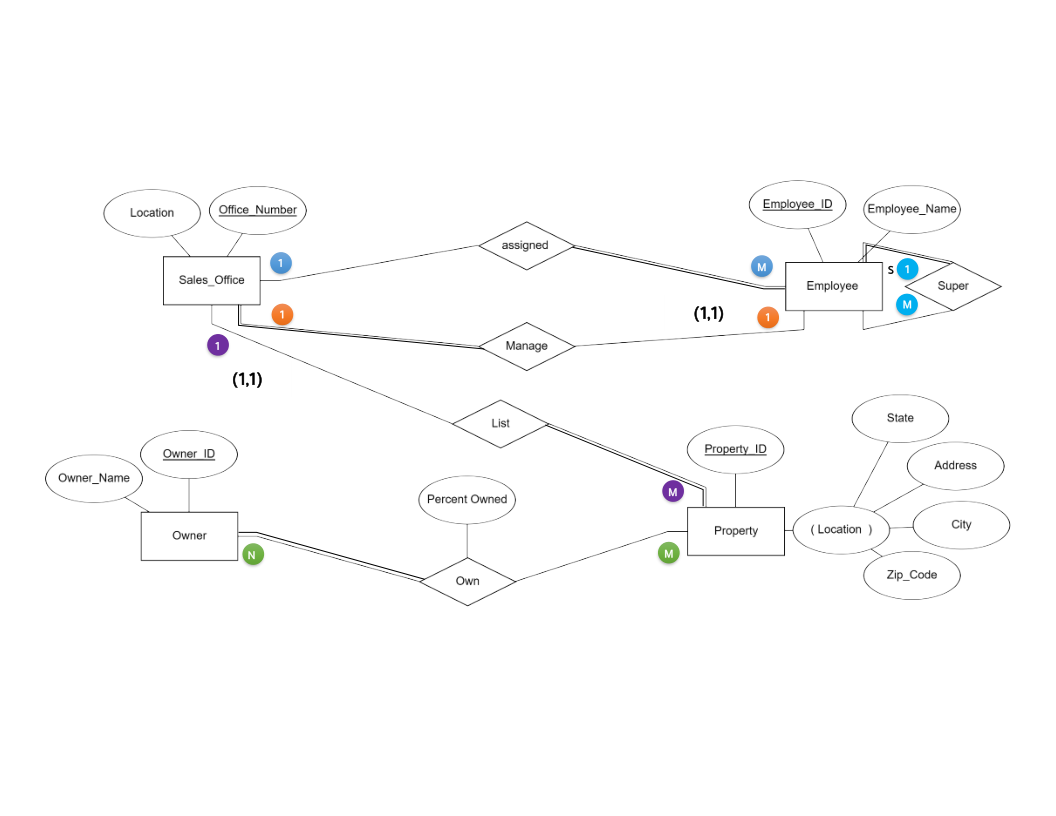 Location
Office_Number
Employee_ID
Employee_Name
assigned
1
M
Sales_Office
Employee
s
1
Super
M
1
(1,1)
1
1
Manage
(1,1)
List
State
Owner_ID
Property_ID
Address
Owner_Name
M
Percent Owned
City
Owner
Property
( Location )
N
M
Own
Zip_Code